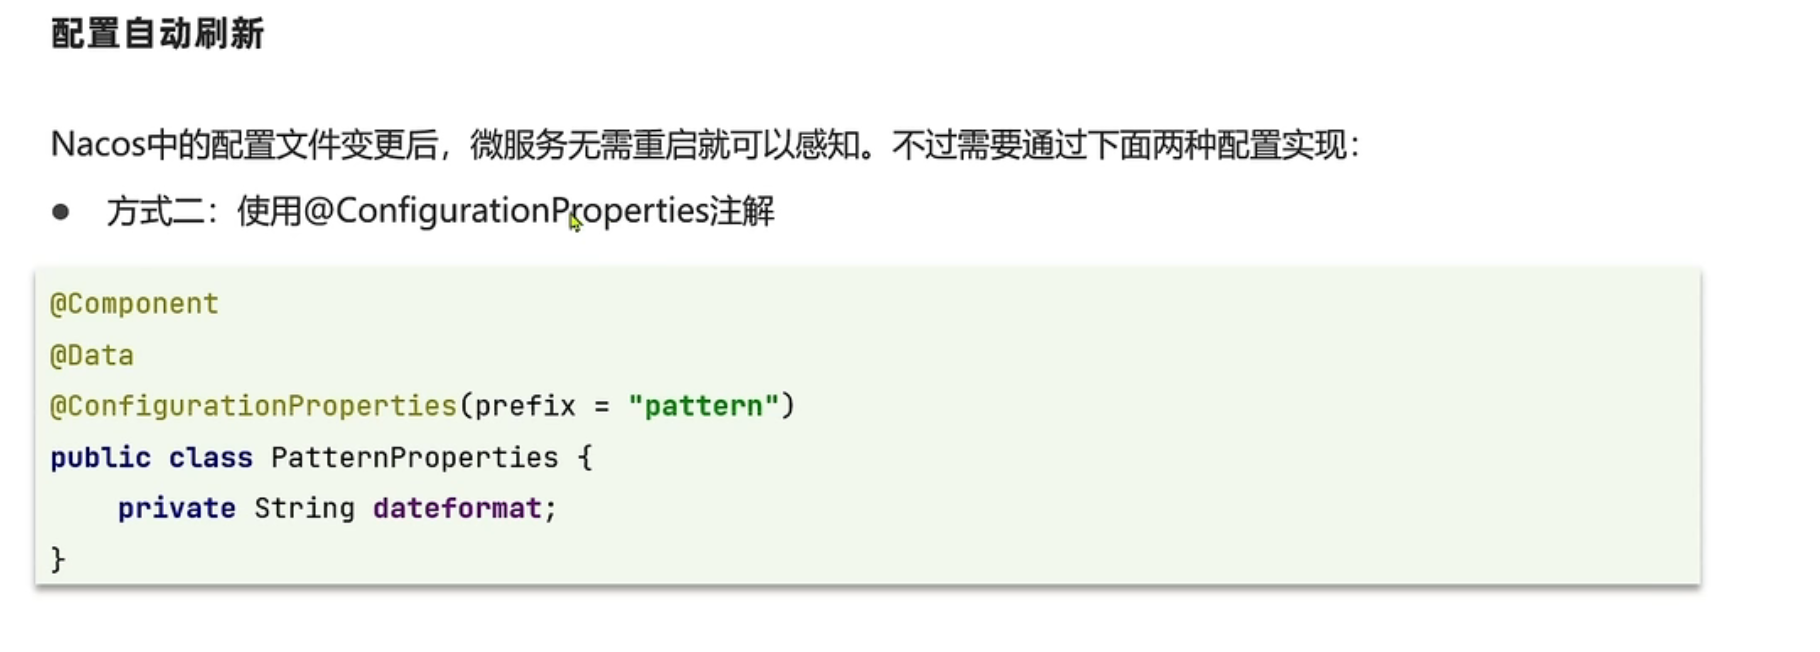 配置自动刷新
Nacos中的配置文件变更后，微服务无需重启就可以感知。不过需要通过下面两种配置实现：
● 方式二：使用@ConfigurationProperties注解
@Component
@Data
@ConfigurationProperties(prefix = "pattern")
public class PatternProperties {
    private String dateformat;
}